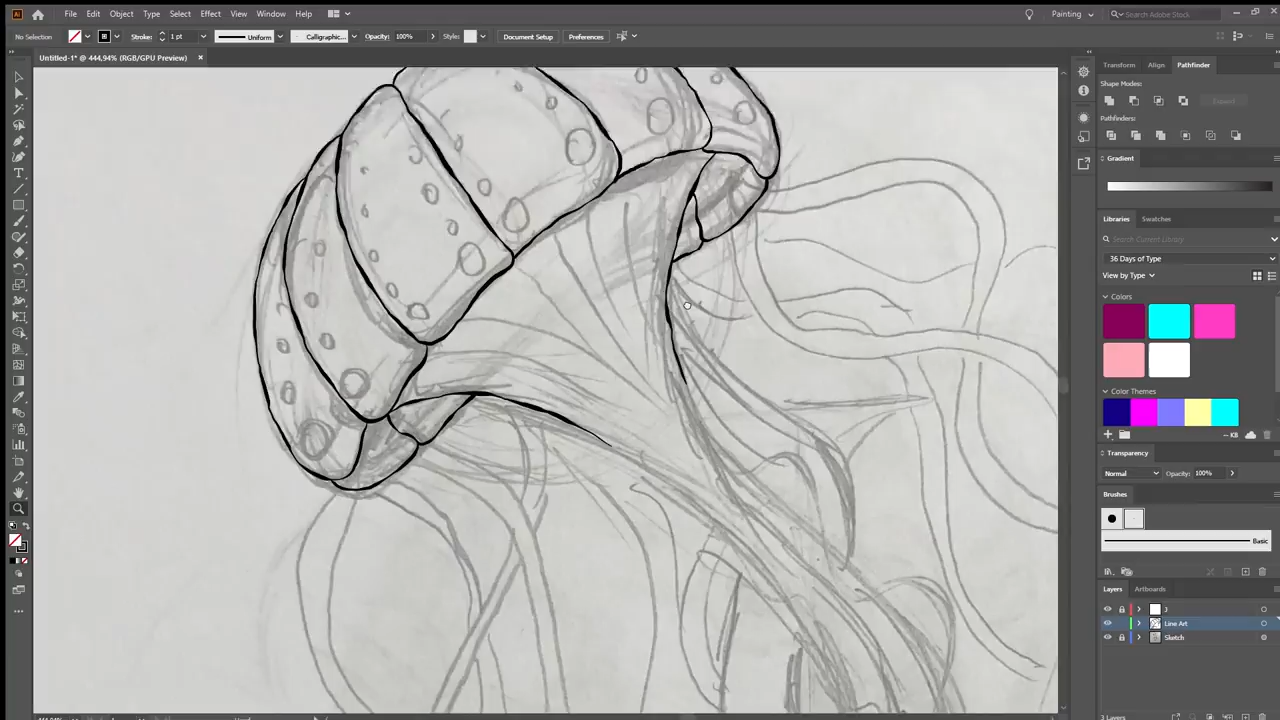 File Edit Object Type Select Effect View Window Help Painting Search Adobe Stock
No Selection Stroke: 1 pt Uniform Calligraphic... Opacity: 100% Style: Document Setup Preferences
Untitled-1* @ 444,94% (RGB/GPU Preview)
Transform Align Pathfinder
Shape Modes:
Expand
Pathfinders:
Gradient
Libraries Swatches
Search Current Library
36 Days of Type
View by Type
Colors
Color Themes
-- KB
Transparency
Normal Opacity: 100%
Brushes
Basic
Layers Artboards
J
Line Art
Sketch
3 Layers